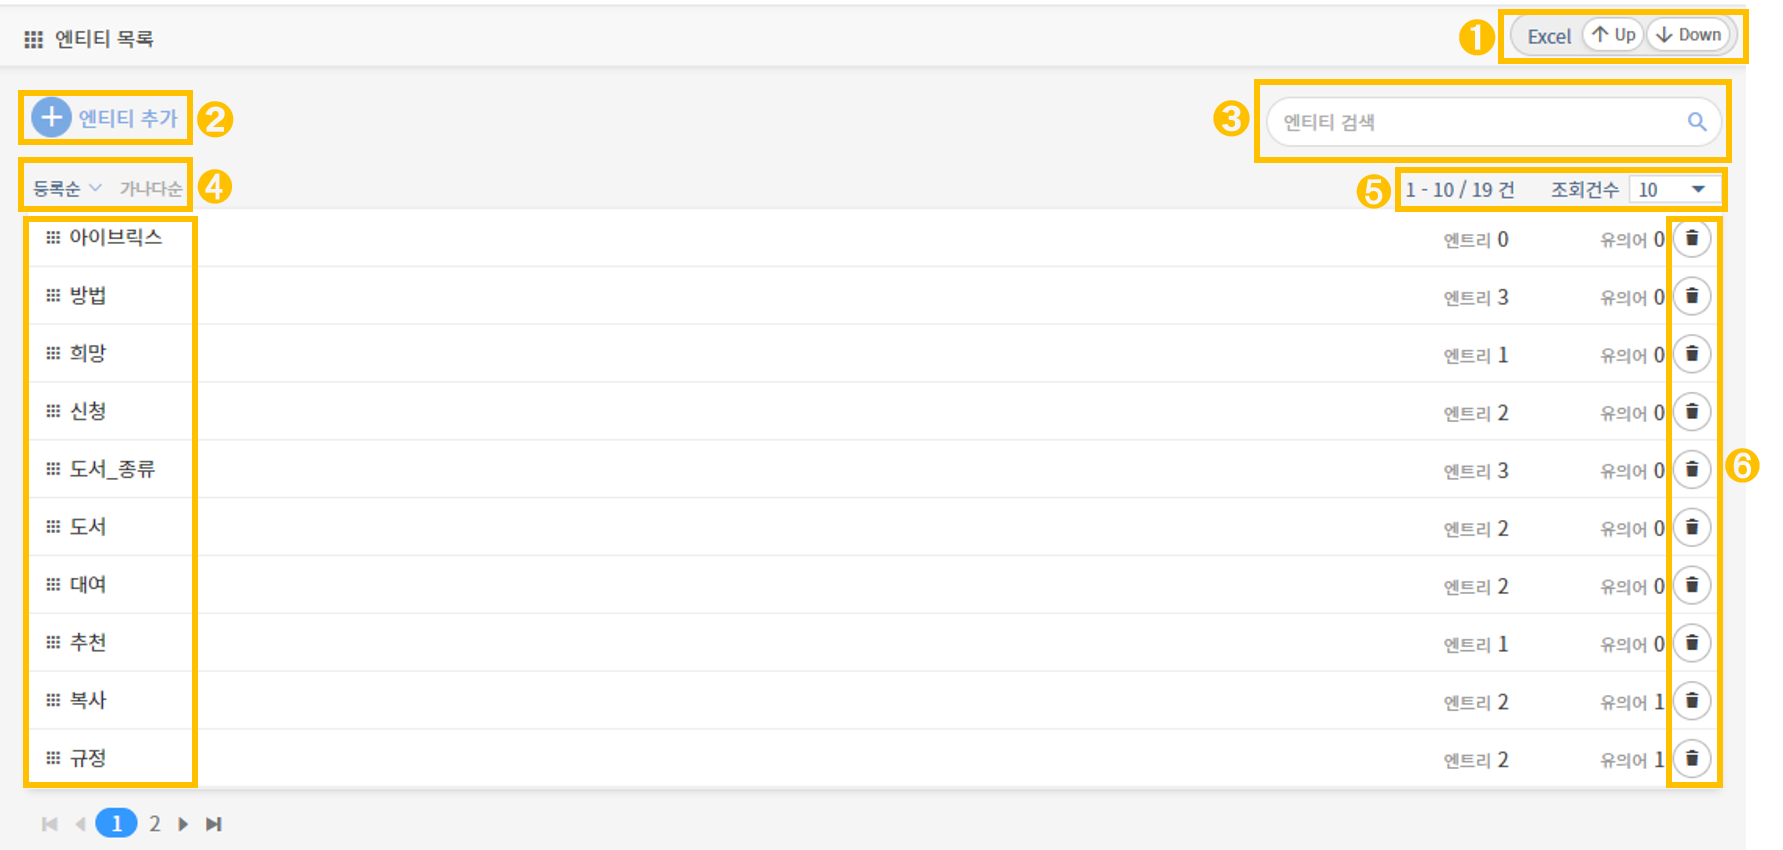 엔티티 목록
❶ Excel Up Down
엔티티 추가 ❷
❸ 엔티티 검색
등록순 가나다순 ❹
❺ 1 - 10 / 19 건 조회건수 10
아이브릭스 엔트리 0 유의어 0
방법 엔트리 3 유의어 0
희망 엔트리 1 유의어 0
신청 엔트리 2 유의어 0
도서_종류 엔트리 3 유의어 0
❻
도서 엔트리 2 유의어 0
대여 엔트리 2 유의어 0
추천 엔트리 1 유의어 0
복사 엔트리 2 유의어 1
규정 엔트리 2 유의어 1
1 2